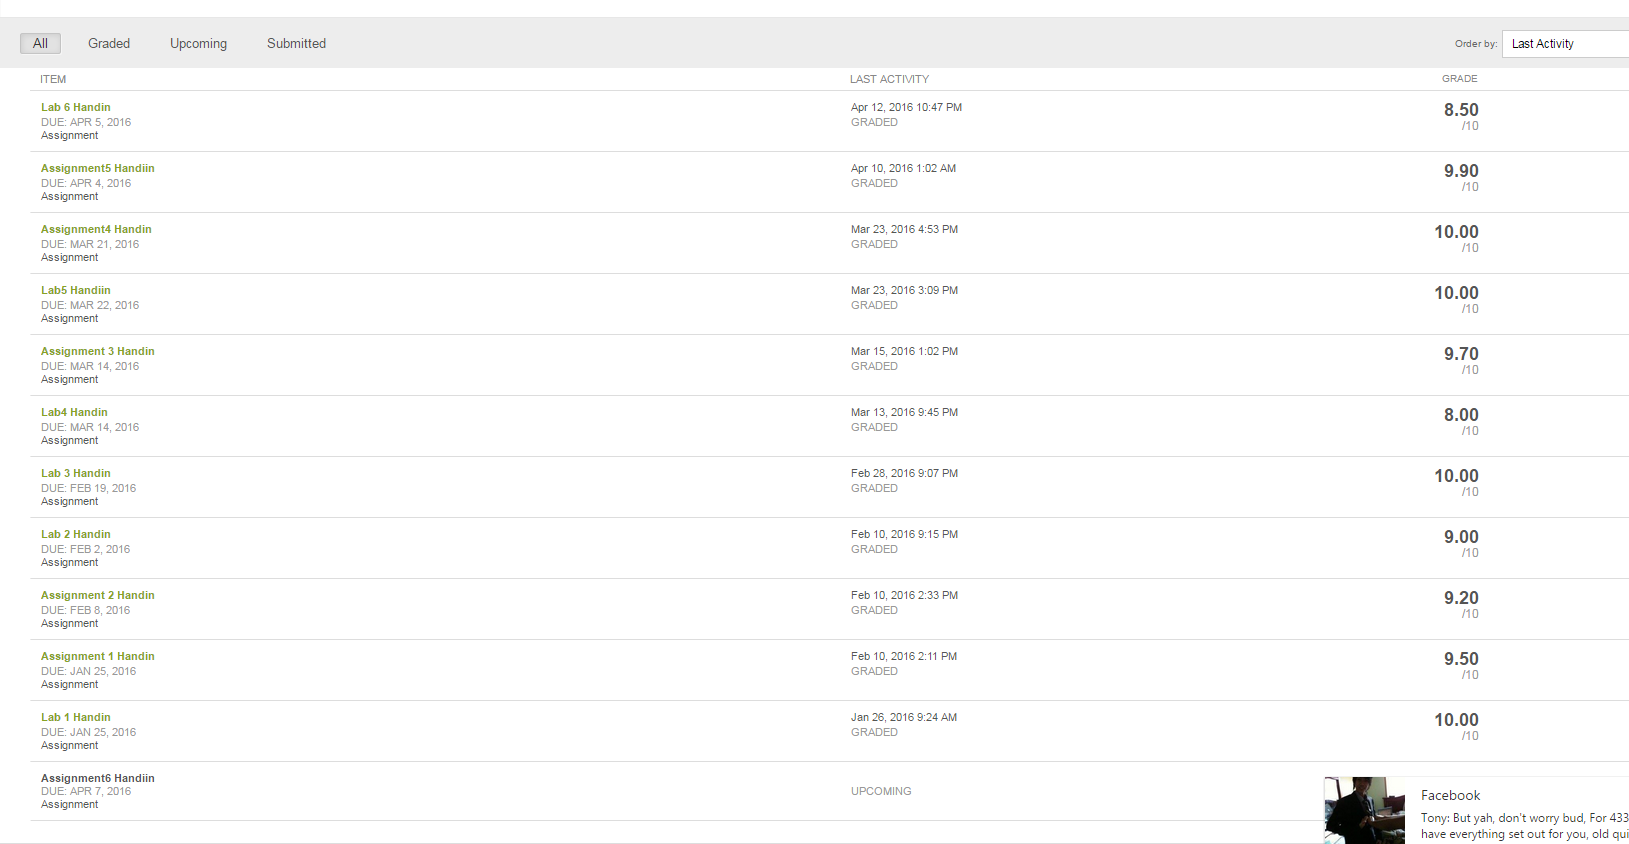 All Graded Upcoming Submitted Order by: Last Activity
ITEM LAST ACTIVITY GRADE
Lab 6 Handin Apr 12, 2016 10:47 PM 8.50
DUE: APR 5, 2016 GRADED /10
Assignment
Assignment5 Handiin Apr 10, 2016 1:02 AM 9.90
DUE: APR 4, 2016 GRADED /10
Assignment
Assignment4 Handin Mar 23, 2016 4:53 PM 10.00
DUE: MAR 21, 2016 GRADED /10
Assignment
Lab5 Handiin Mar 23, 2016 3:09 PM 10.00
DUE: MAR 22, 2016 GRADED /10
Assignment
Assignment 3 Handin Mar 15, 2016 1:02 PM 9.70
DUE: MAR 14, 2016 GRADED /10
Assignment
Lab4 Handin Mar 13, 2016 9:45 PM 8.00
DUE: MAR 14, 2016 GRADED /10
Assignment
Lab 3 Handin Feb 28, 2016 9:07 PM 10.00
DUE: FEB 19, 2016 GRADED /10
Assignment
Lab 2 Handin Feb 10, 2016 9:15 PM 9.00
DUE: FEB 2, 2016 GRADED /10
Assignment
Assignment 2 Handin Feb 10, 2016 2:33 PM 9.20
DUE: FEB 8, 2016 GRADED /10
Assignment
Assignment 1 Handin Feb 10, 2016 2:11 PM 9.50
DUE: JAN 25, 2016 GRADED /10
Assignment
Lab 1 Handin Jan 26, 2016 9:24 AM 10.00
DUE: JAN 25, 2016 GRADED /10
Assignment
Assignment6 Handiin
DUE: APR 7, 2016 UPCOMING
Assignment
Facebook
Tony: But yah, don't worry bud, For 433
have everything set out for you, old qui